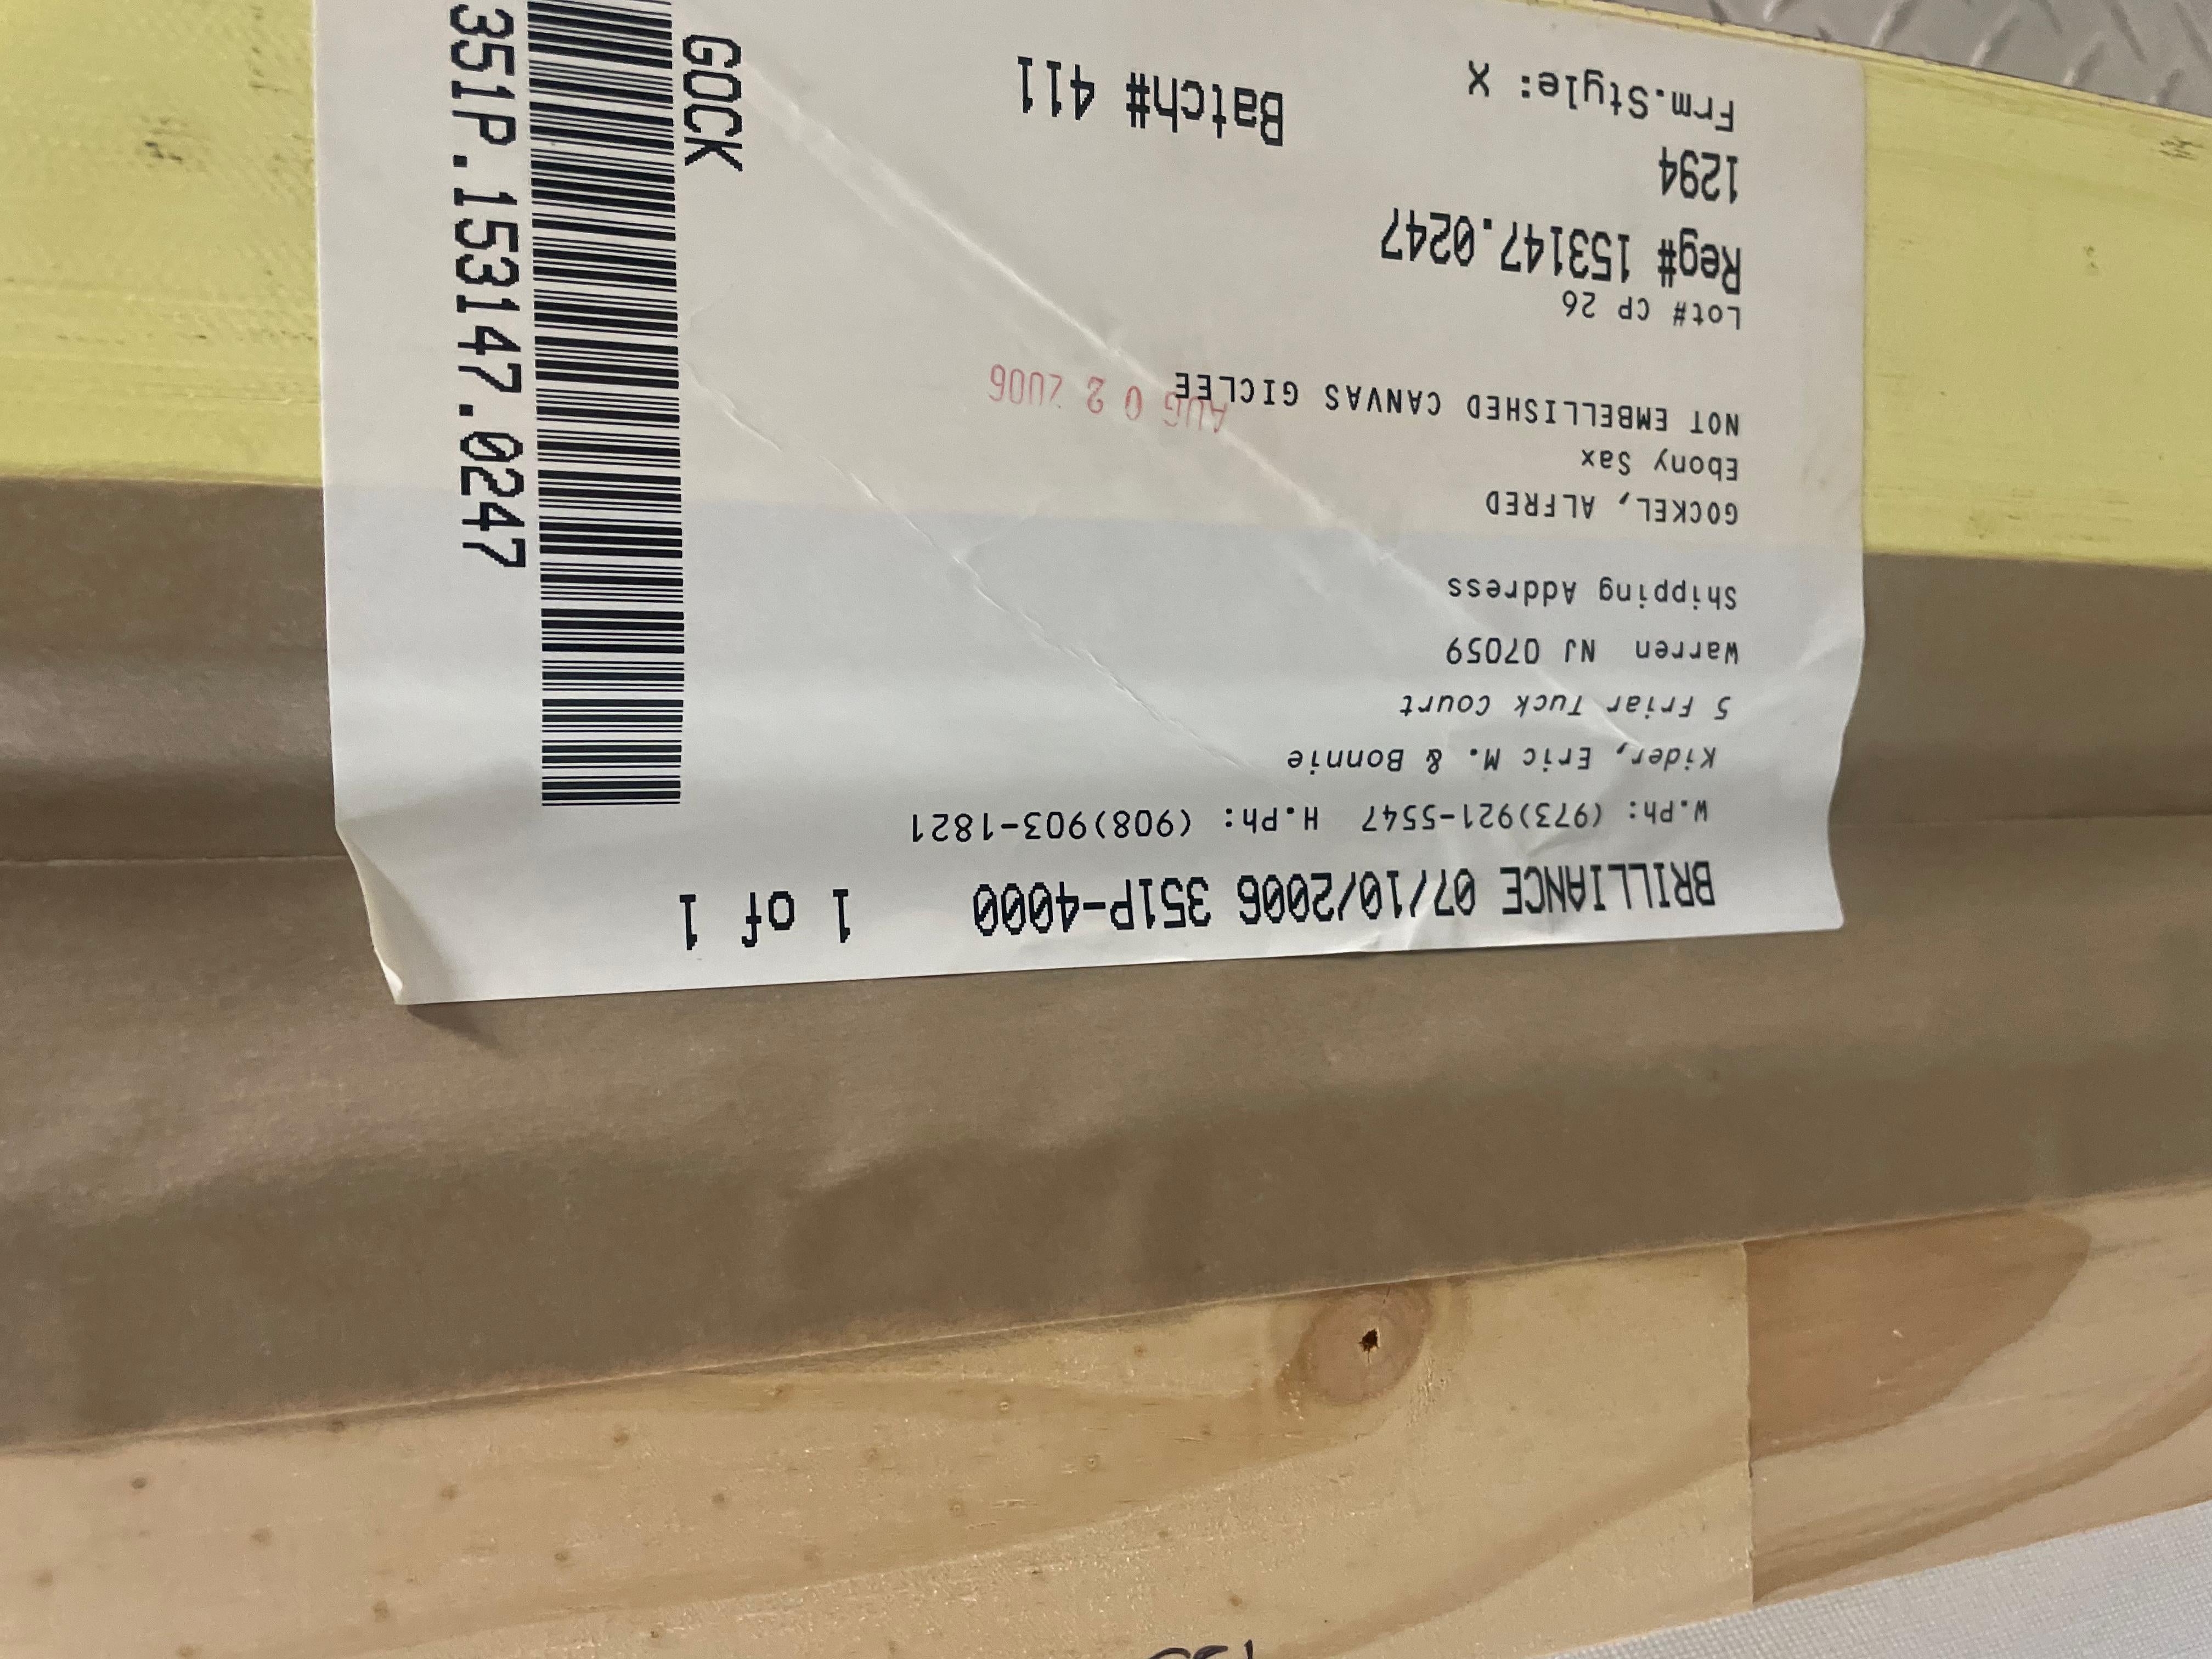 BRILLIANCE 07/10/2006 351P-4000 1 of 1
W.Ph: (973)921-5547 H.Ph: (908)903-1821
Kider, Eric M. & Bonnie
5 Friar Tuck Court
Warren NJ 07059
Shipping Address
GOCKEL, ALFRED
Ebony Sax
NOT EMBELLISHED CANVAS GICLEE
AUG 02 2006
Lot# CP 26
Reg# 153147.0247
1294
Frm.Style: X
Batch# 411
GOCK
351P.153147.0247